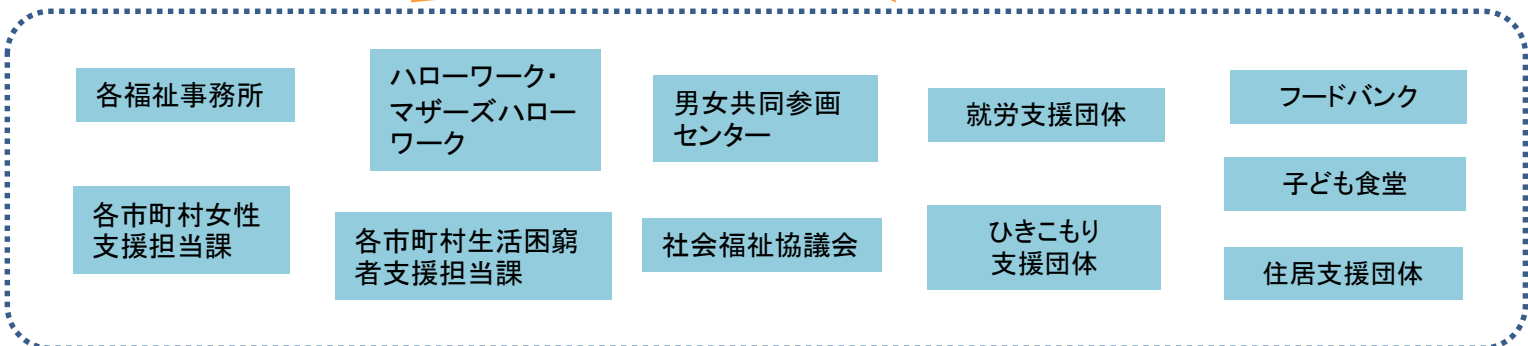 各福祉事務所
ハローワーク・
マザーズハロー
ワーク
男女共同参画
センター
就労支援団体
フードバンク
子ども食堂
各市町村女性
支援担当課
各市町村生活困窮
者支援担当課
社会福祉協議会
ひきこもり
支援団体
住居支援団体